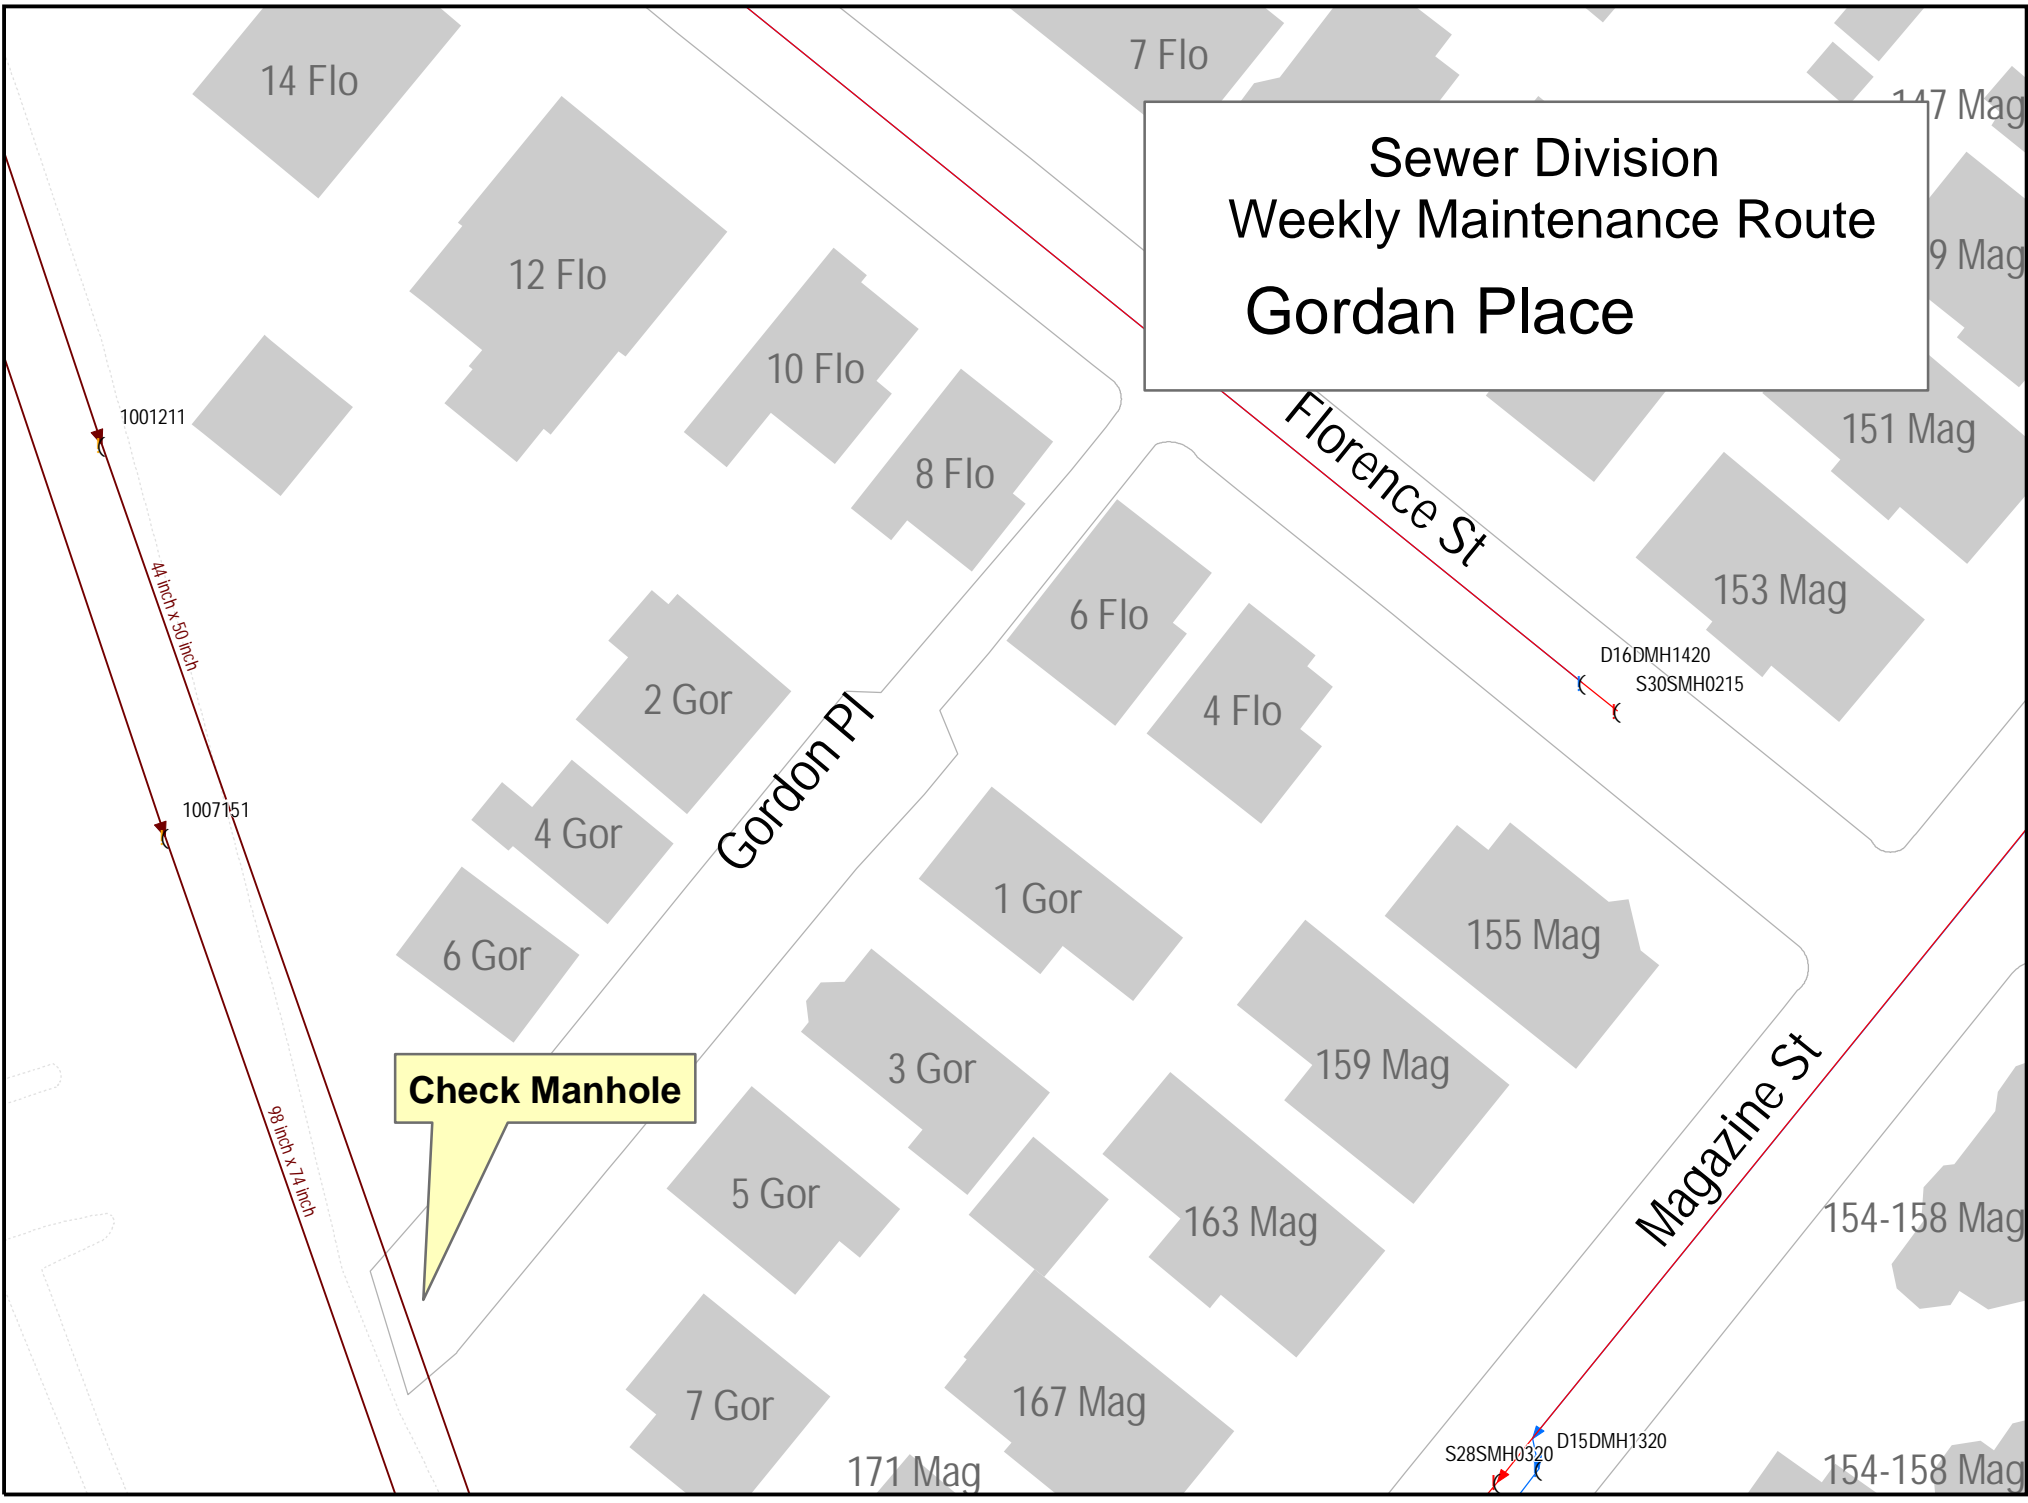 14 Flo
7 Flo
147 Mag
Sewer Division
Weekly Maintenance Route
Gordan Place
9 Mag
12 Flo
10 Flo
1001211
151 Mag
8 Flo
Florence St
44 inch x 50 inch
153 Mag
6 Flo
D16DMH1420
S30SMH0215
2 Gor
4 Flo
Gordon Pl
1007151
4 Gor
1 Gor
155 Mag
6 Gor
3 Gor
159 Mag
Check Manhole
Magazine St
98 inch x 74 inch
5 Gor
163 Mag
154-158 Mag
7 Gor
167 Mag
D15DMH1320
S28SMH0320
171 Mag
154-158 Mag